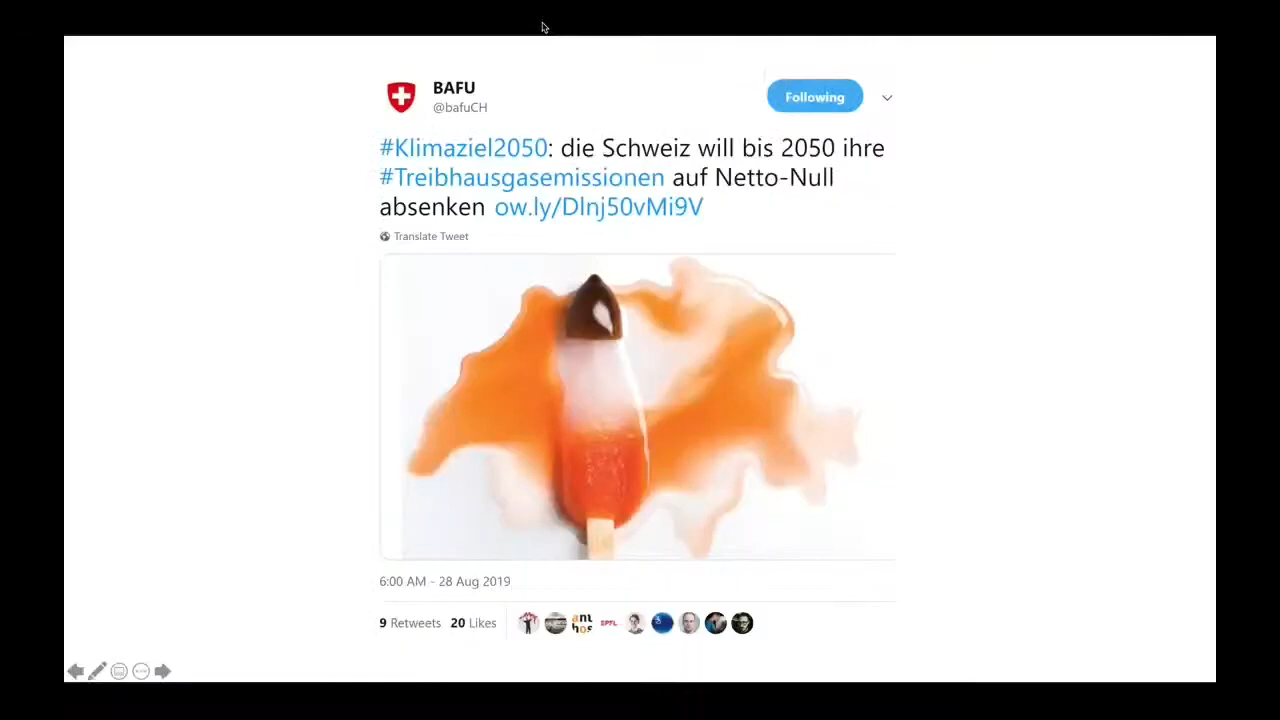 BAFU
Following
@bafuCH
#Klimaziel2050: die Schweiz will bis 2050 ihre
#Treibhausgasemissionen auf Netto-Null
absenken ow.ly/Dlnj50vMi9V
Translate Tweet
6:00 AM - 28 Aug 2019
9 Retweets 20 Likes
EPFL